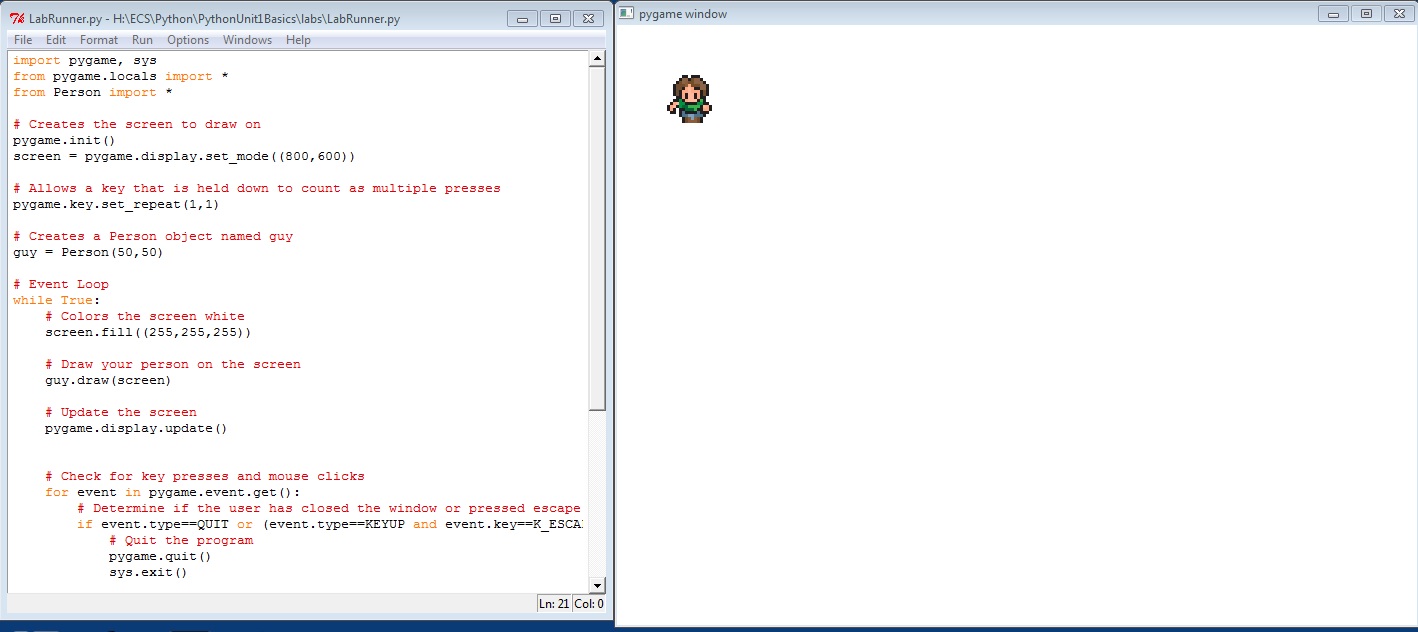 LabRunner.py - H:\ECS\Python\PythonUnit1Basics\labs\LabRunner.py
File Edit Format Run Options Windows Help
import pygame, sys
from pygame.locals import *
from Person import *

# Creates the screen to draw on
pygame.init()
screen = pygame.display.set_mode((800,600))

# Allows a key that is held down to count as multiple presses
pygame.key.set_repeat(1,1)

# Creates a Person object named guy
guy = Person(50,50)

# Event Loop
while True:
    # Colors the screen white
    screen.fill((255,255,255))

    # Draw your person on the screen
    guy.draw(screen)

    # Update the screen
    pygame.display.update()


    # Check for key presses and mouse clicks
    for event in pygame.event.get():
        # Determine if the user has closed the window or pressed escape
        if event.type==QUIT or (event.type==KEYUP and event.key==K_ESCA
            # Quit the program
            pygame.quit()
            sys.exit()
Ln: 21 Col: 0
pygame window